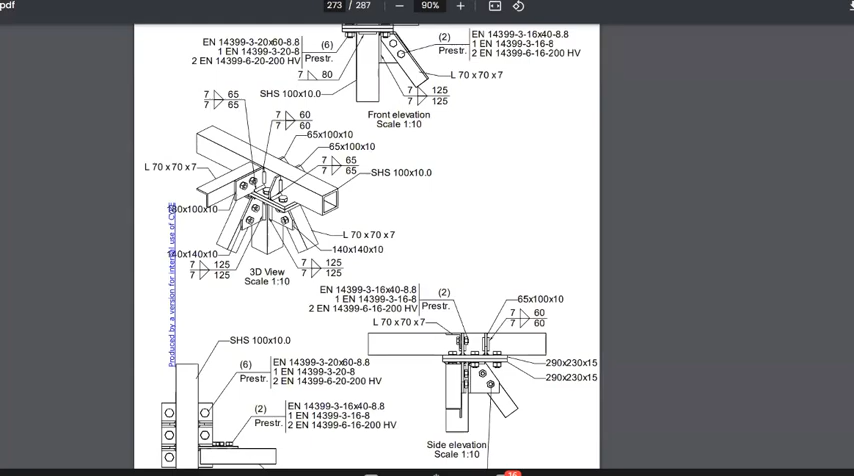 .pdf
273 / 287
90%
EN 14399-3-20x60-8.8
1 EN 14399-3-20-8
2 EN 14399-6-20-200 HV
(6)
Prestr.
(2)
Prestr.
EN 14399-3-16x40-8.8
1 EN 14399-3-16-8
2 EN 14399-6-16-200 HV
7 80
L 70 x 70 x 7
SHS 100x10.0
7 125
7 125
Front elevation
Scale 1:10
7 65
7 65
7 60
7 60
65x100x10
65x100x10
7 65
7 65
L 70 x 70 x 7
SHS 100x10.0
180x100x10
L 70 x 70 x 7
140x140x10
140x140x10
7 125
7 125
7 125
7 125
3D View
Scale 1:10
Produced by a version for internal use of CYPE
EN 14399-3-16x40-8.8
1 EN 14399-3-16-8
2 EN 14399-6-16-200 HV
(2)
Prestr.
65x100x10
L 70 x 70 x 7
7 60
7 60
290x230x15
290x230x15
Side elevation
Scale 1:10
SHS 100x10.0
(6)
Prestr.
EN 14399-3-20x60-8.8
1 EN 14399-3-20-8
2 EN 14399-6-20-200 HV
(2)
Prestr.
EN 14399-3-16x40-8.8
1 EN 14399-3-16-8
2 EN 14399-6-16-200 HV